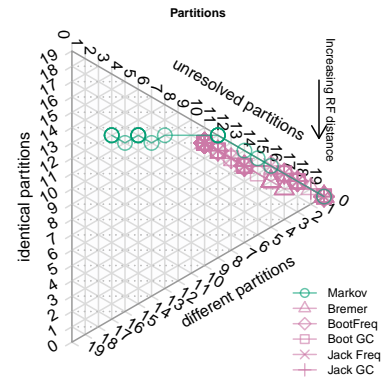 Partitions
0 1 2 3 4 5 6 7 8 9 10 11 12 13 14 15 16 17 18 19
unresolved partitions
Increasing RF distance
19
18
17
16
15
14
13
12
11
10
9
8
7
6
5
4
3
2
1
0
identical partitions
0
1 2 3 4 5 6 7 8 9 10 11 12 13 14 15 16 17 18 19
different partitions
Markov
Bremer
BootFreq
Boot GC
Jack Freq
Jack GC